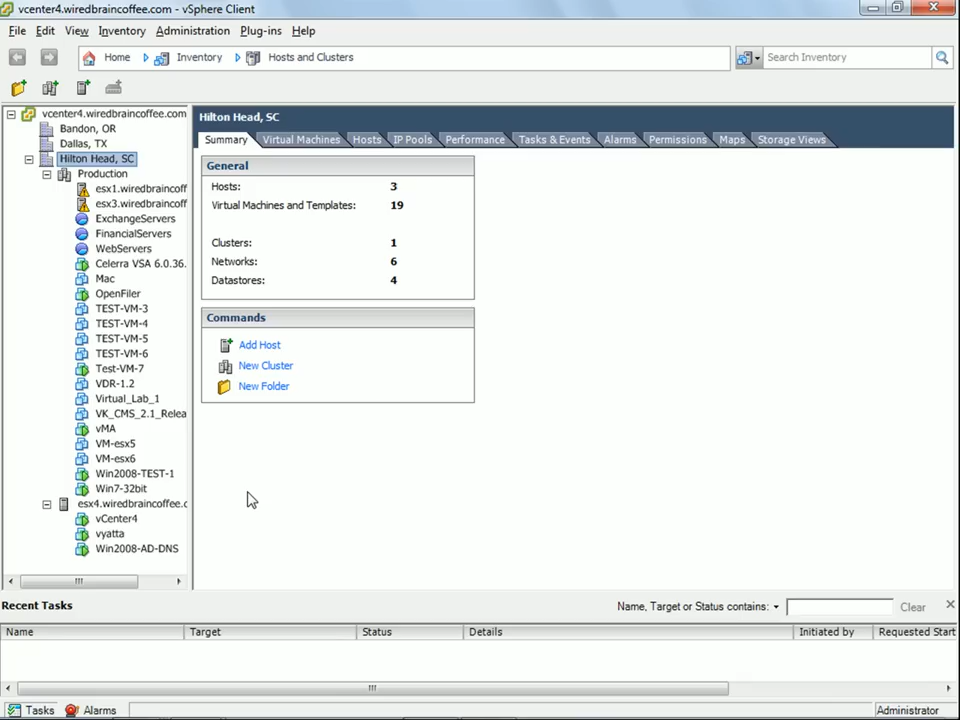 vcenter4.wiredbraincoffee.com - vSphere Client
File Edit View Inventory Administration Plug-ins Help
Home Inventory Hosts and Clusters Search Inventory
vcenter4.wiredbraincoffee.com
Bandon, OR
Dallas, TX
Hilton Head, SC
Production
esx1.wiredbraincoff
esx3.wiredbraincoff
ExchangeServers
FinancialServers
WebServers
Celerra VSA 6.0.36.
Mac
OpenFiler
TEST-VM-3
TEST-VM-4
TEST-VM-5
TEST-VM-6
Test-VM-7
VDR-1.2
Virtual_Lab_1
VK_CMS_2.1_Relea
vMA
VM-esx5
VM-esx6
Win2008-TEST-1
Win7-32bit
esx4.wiredbraincoffee.c
vCenter4
vyatta
Win2008-AD-DNS
Hilton Head, SC
Summary Virtual Machines Hosts IP Pools Performance Tasks & Events Alarms Permissions Maps Storage Views
General
Hosts: 3
Virtual Machines and Templates: 19
Clusters: 1
Networks: 6
Datastores: 4
Commands
Add Host
New Cluster
New Folder
Recent Tasks Name, Target or Status contains: Clear
Name Target Status Details Initiated by Requested Start
Tasks Alarms Administrator